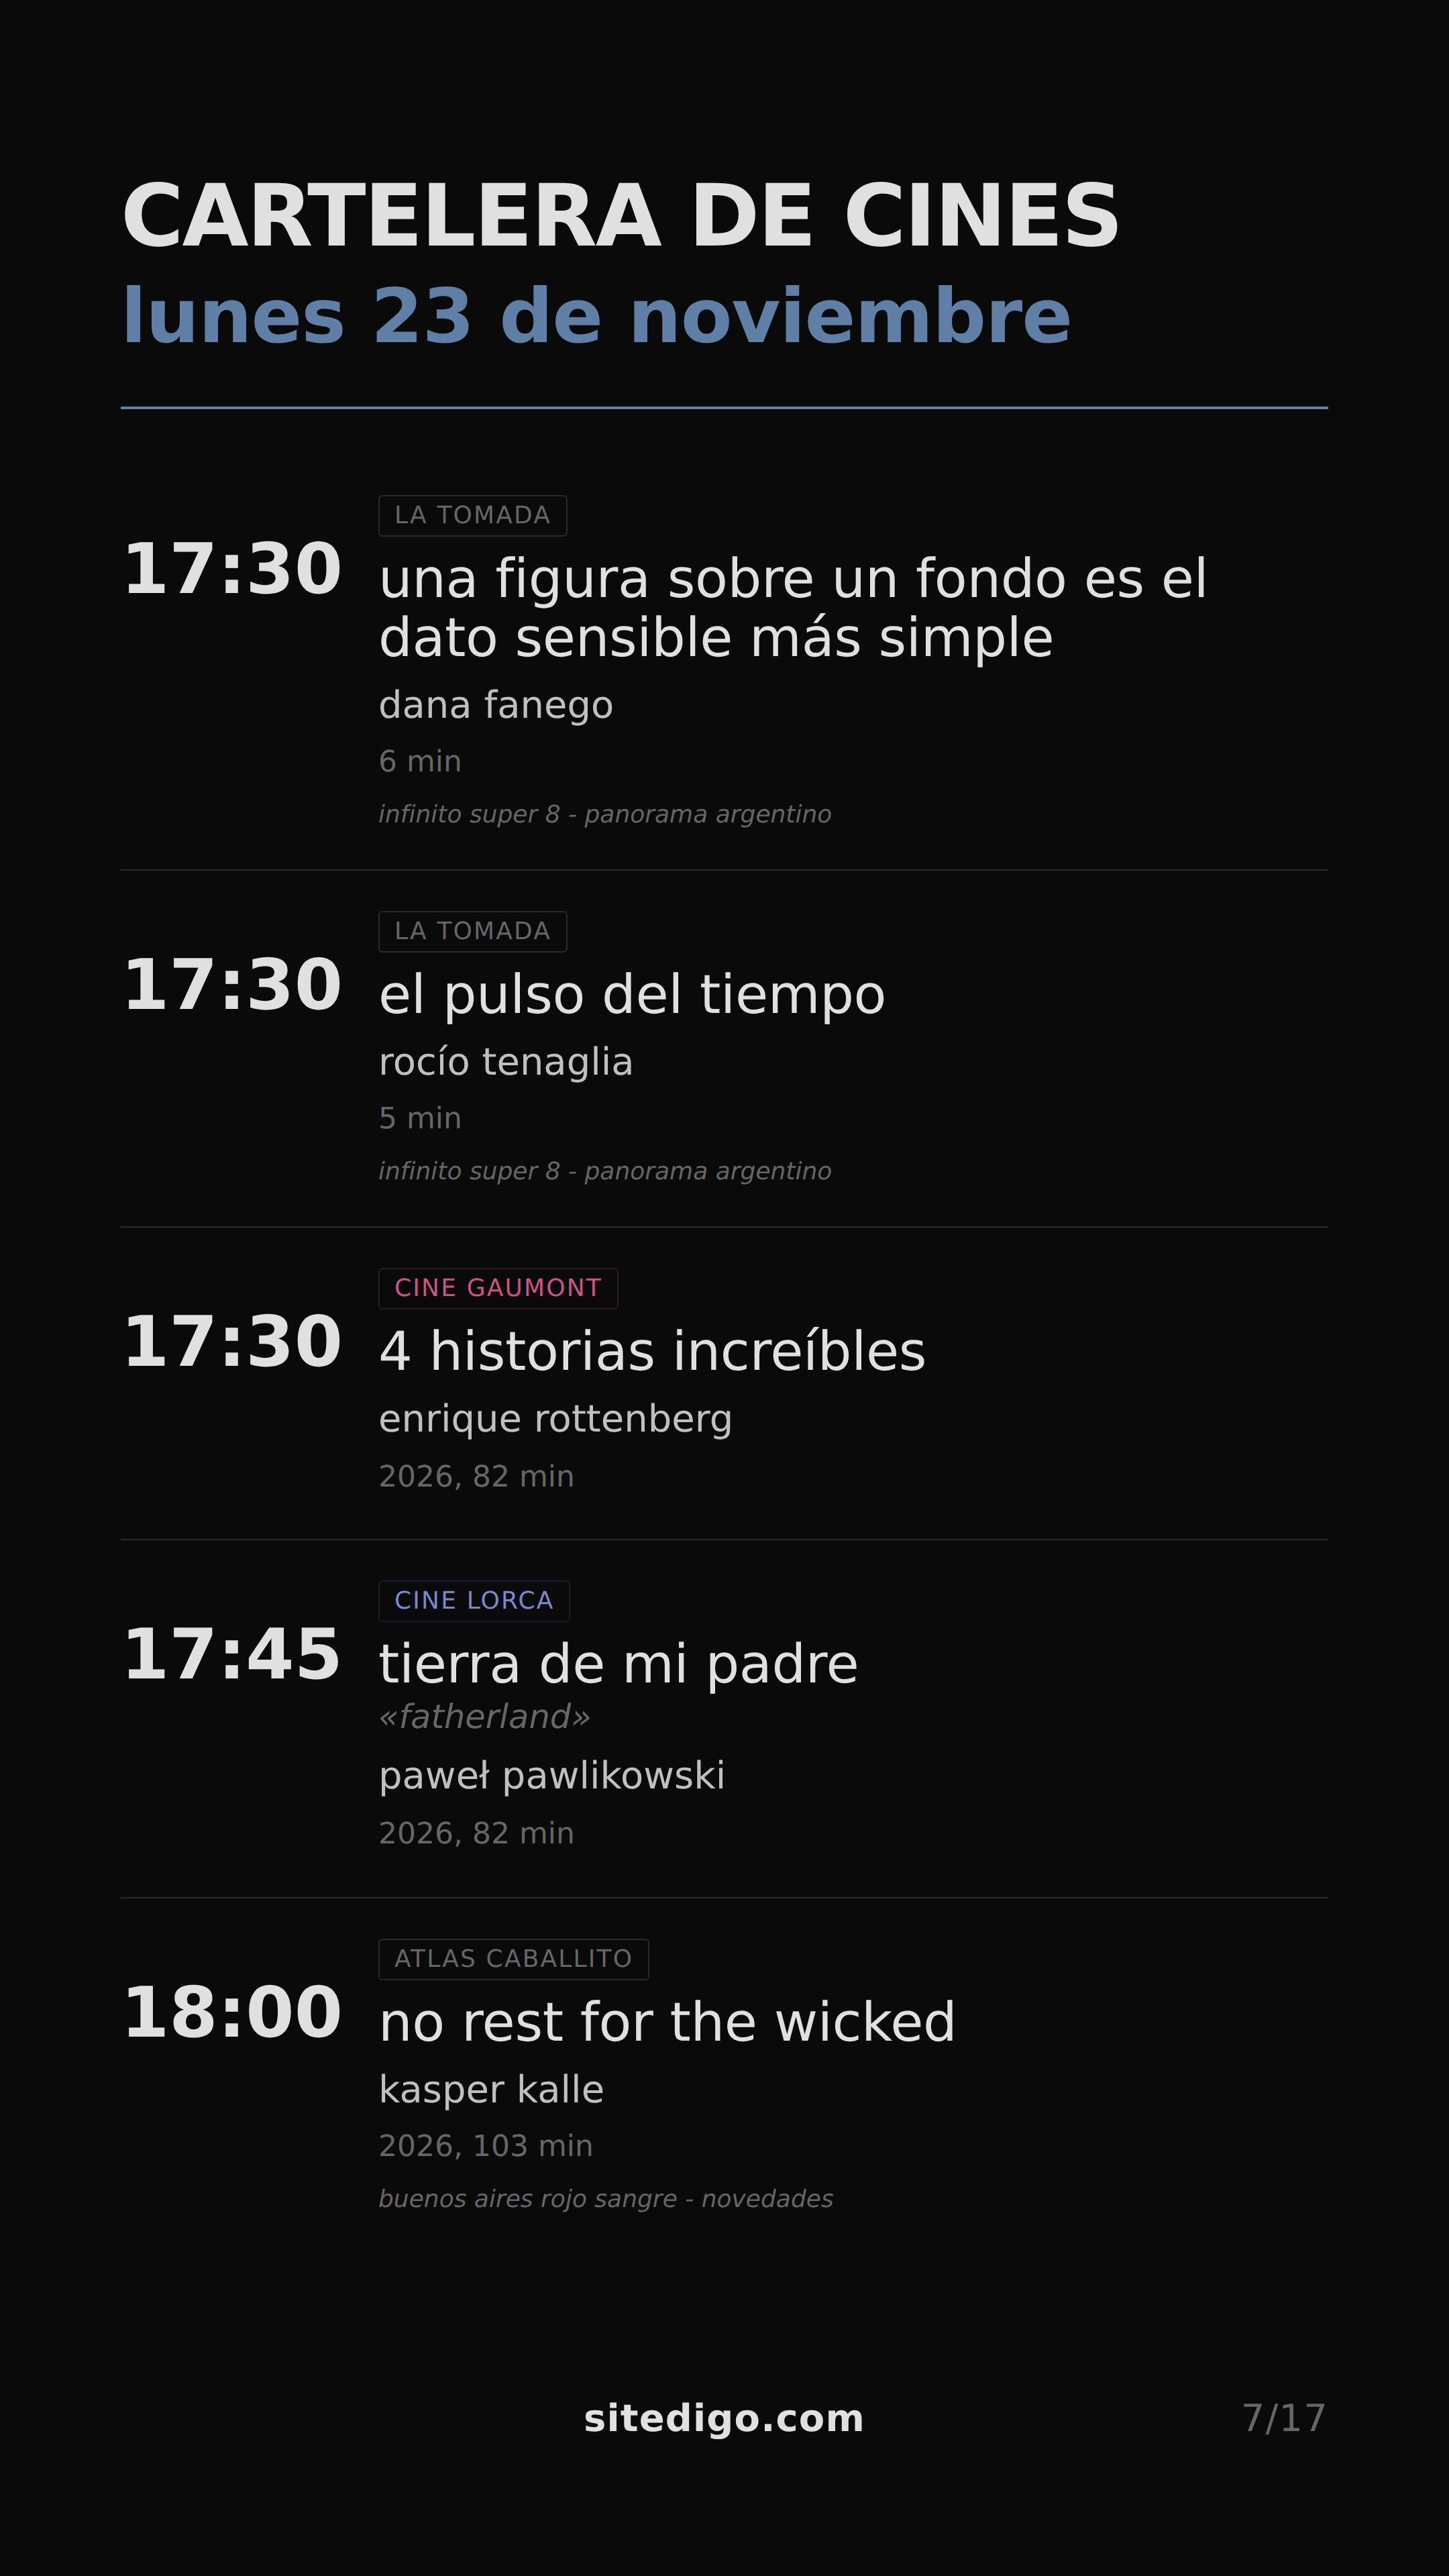 CARTELERA DE CINES
lunes 23 de noviembre
LA TOMADA
17:30
una figura sobre un fondo es el
dato sensible más simple
dana fanego
6 min
infinito super 8 - panorama argentino
LA TOMADA
17:30
el pulso del tiempo
rocío tenaglia
5 min
infinito super 8 - panorama argentino
CINE GAUMONT
17:30
4 historias increíbles
enrique rottenberg
2026, 82 min
CINE LORCA
17:45
tierra de mi padre
«fatherland»
paweł pawlikowski
2026, 82 min
ATLAS CABALLITO
18:00
no rest for the wicked
kasper kalle
2026, 103 min
buenos aires rojo sangre - novedades
sitedigo.com
7/17